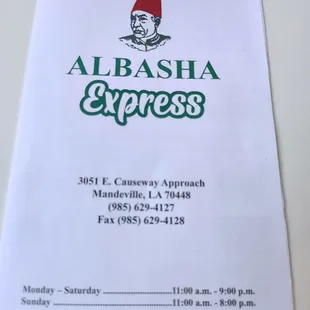 ALBASHA
Express
3051 E. Causeway Approach
Mandeville, LA 70448
(985) 629-4127
Fax (985) 629-4128
Monday – Saturday ........................ 11:00 a.m. - 9:00 p.m.
Sunday ........................................ 11:00 a.m. - 8:00 p.m.